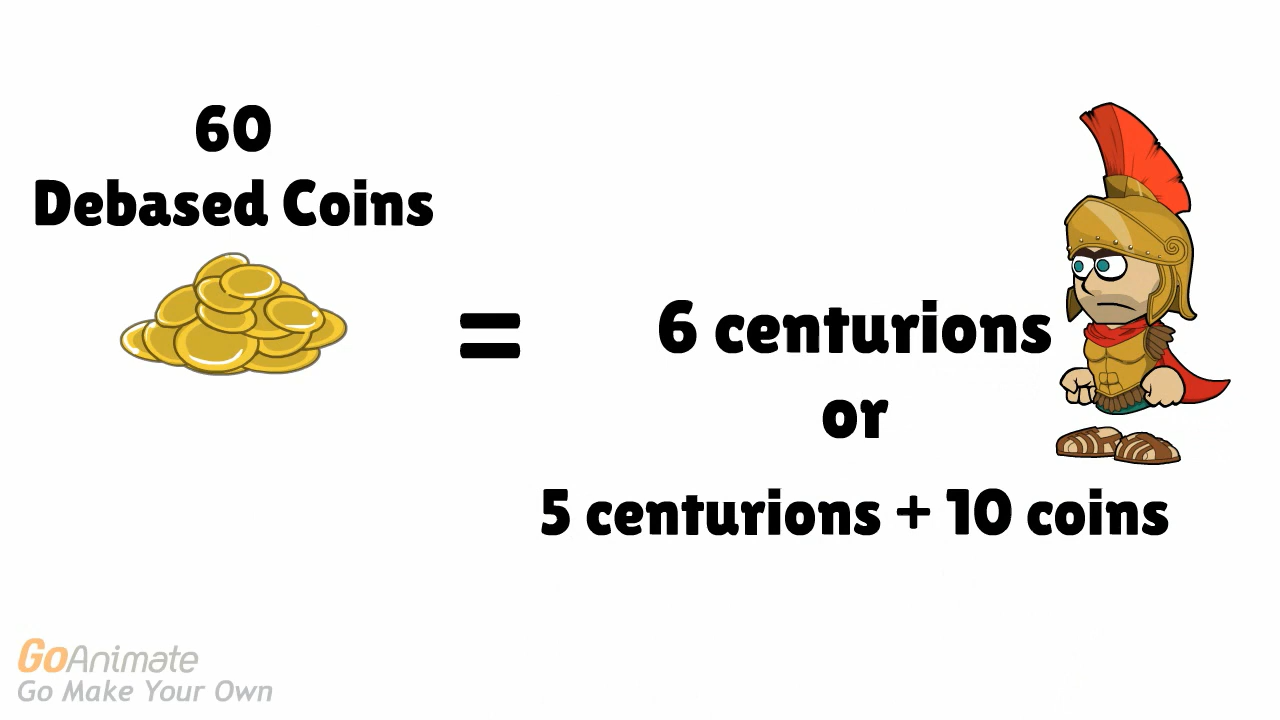 60
Debased Coins
=
6 centurions
or
5 centurions + 10 coins
GoAnimate
Go Make Your Own